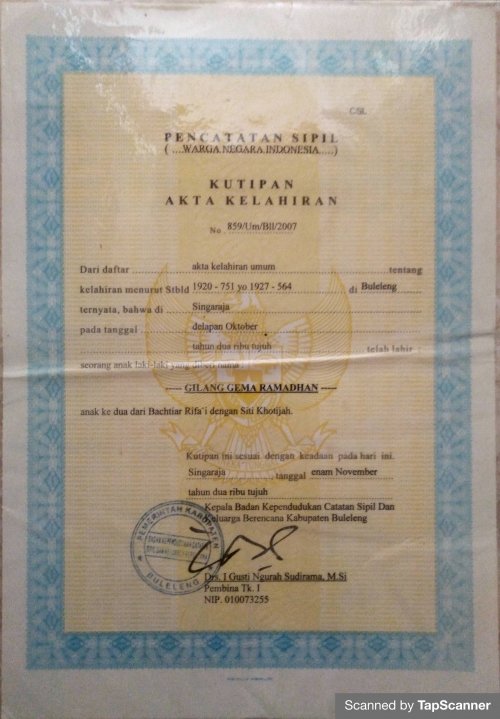 CSL
PENCATATAN SIPIL
( ....WARGA NEGARA INDONESIA.....)
KUTIPAN
AKTA KELAHIRAN
No . 859/Um/Bll/2007
Dari daftar akta kelahiran umum tentang
kelahiran menurut Stbld 1920 - 751 yo 1927 - 564 di Buleleng
ternyata, bahwa di Singaraja
pada tanggal : delapan Oktober
tahun dua ribu tujuh telah lahir :
seorang anak laki-laki yang diberi nama :
----- GILANG GEMA RAMADHAN -----
anak ke dua dari Bachtiar Rifa'i dengan Siti Khotijah.
Kutipan ini sesuai dengan keadaan pada hari ini.
Singaraja tanggal enam November
tahun dua ribu tujuh
Kepala Badan Kependudukan Catatan Sipil Dan
Keluarga Berencana Kabupaten Buleleng
PEMERINTAH KABUPATEN
BULELENG
Drs. I Gusti Ngurah Sudirama, M.Si
Pembina Tk. I
NIP. 010073255
Scanned by TapScanner